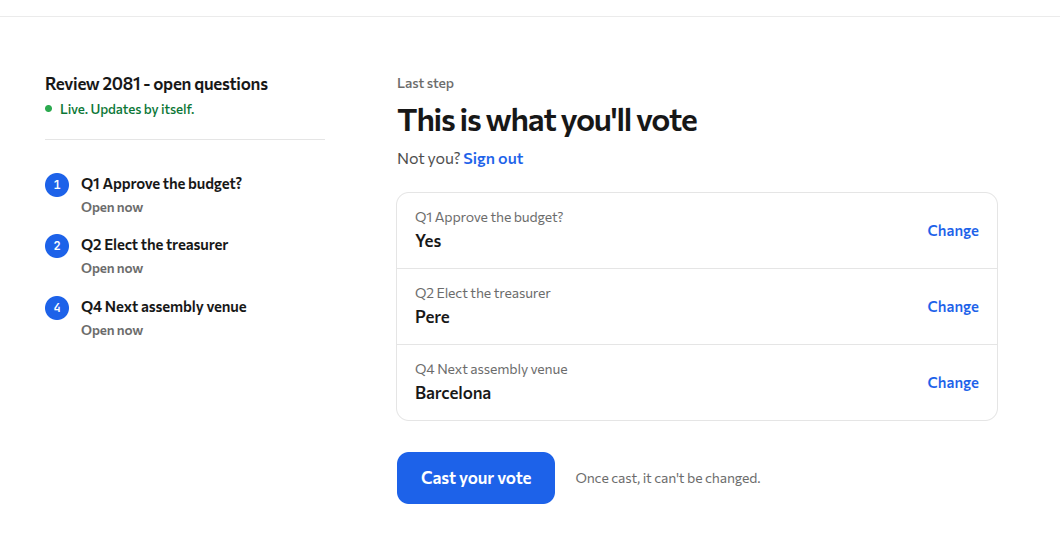 Review 2081 - open questions
Live. Updates by itself.
1 Q1 Approve the budget?
Open now
2 Q2 Elect the treasurer
Open now
4 Q4 Next assembly venue
Open now
Last step
This is what you'll vote
Not you? Sign out
Q1 Approve the budget?
Yes
Change
Q2 Elect the treasurer
Pere
Change
Q4 Next assembly venue
Barcelona
Change
Cast your vote
Once cast, it can't be changed.